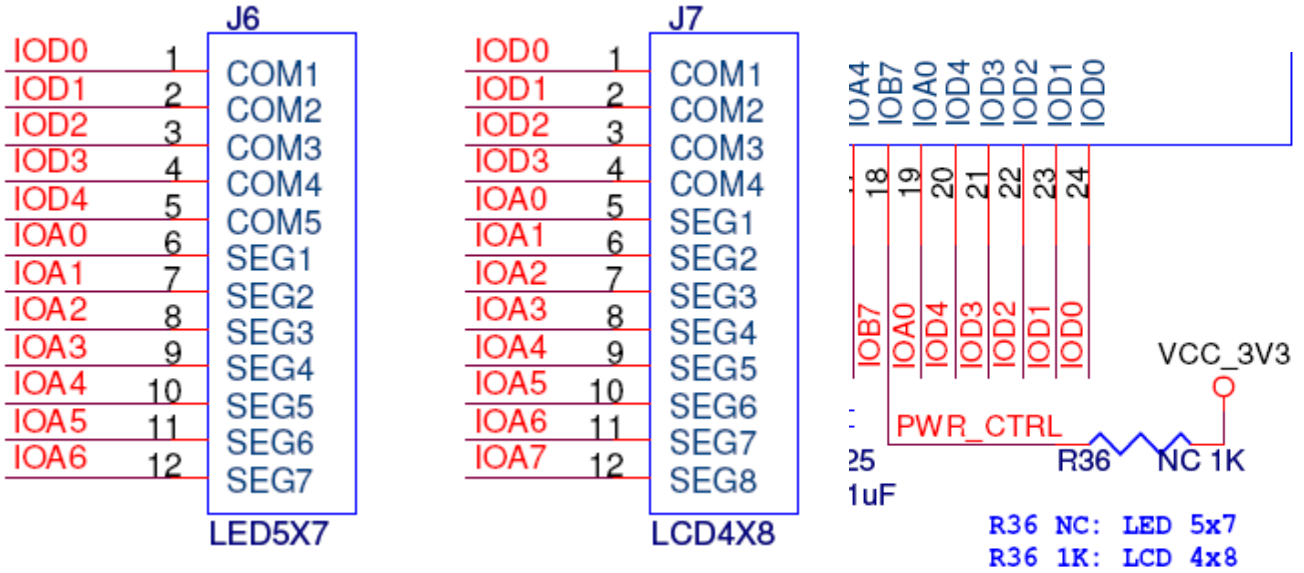 J6
IOD0 1 COM1
IOD1 2 COM2
IOD2 3 COM3
IOD3 4 COM4
IOD4 5 COM5
IOA0 6 SEG1
IOA1 7 SEG2
IOA2 8 SEG3
IOA3 9 SEG4
IOA4 10 SEG5
IOA5 11 SEG6
IOA6 12 SEG7
LED5X7
J7
IOD0 1 COM1
IOD1 2 COM2
IOD2 3 COM3
IOD3 4 COM4
IOA0 5 SEG1
IOA1 6 SEG2
IOA2 7 SEG3
IOA3 8 SEG4
IOA4 9 SEG5
IOA5 10 SEG6
IOA6 11 SEG7
IOA7 12 SEG8
LCD4X8
IOA4
IOB7
IOA0
IOD4
IOD3
IOD2
IOD1
IOD0
18
19
20
21
22
23
24
IOB7
IOA0
IOD4
IOD3
IOD2
IOD1
IOD0
VCC_3V3
PWR_CTRL
R36 NC 1K
25
1uF
R36 NC: LED 5x7
R36 1K: LCD 4x8